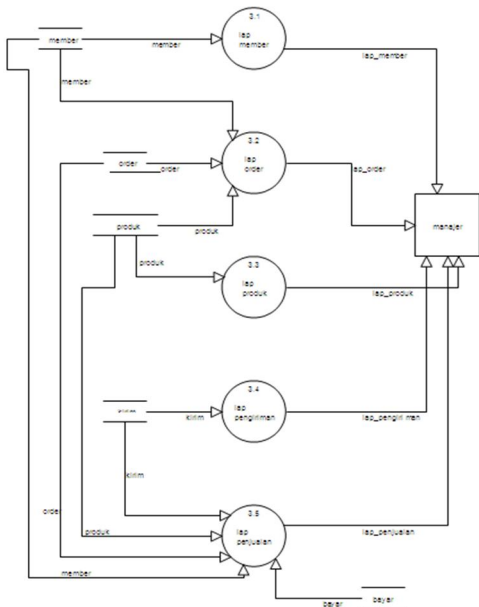 3.1
lap
member
member
member
lap_member
member
3.2
lap
order
order
order
lap_order
produk
produk
manajer
produk
3.3
lap
produk
lap_produk
3.4
lap
pengiriman
kirim
kirim
lap_pengiriman
kirim
order
produk
3.5
lap
penjualan
lap_penjualan
member
bayar
bayar